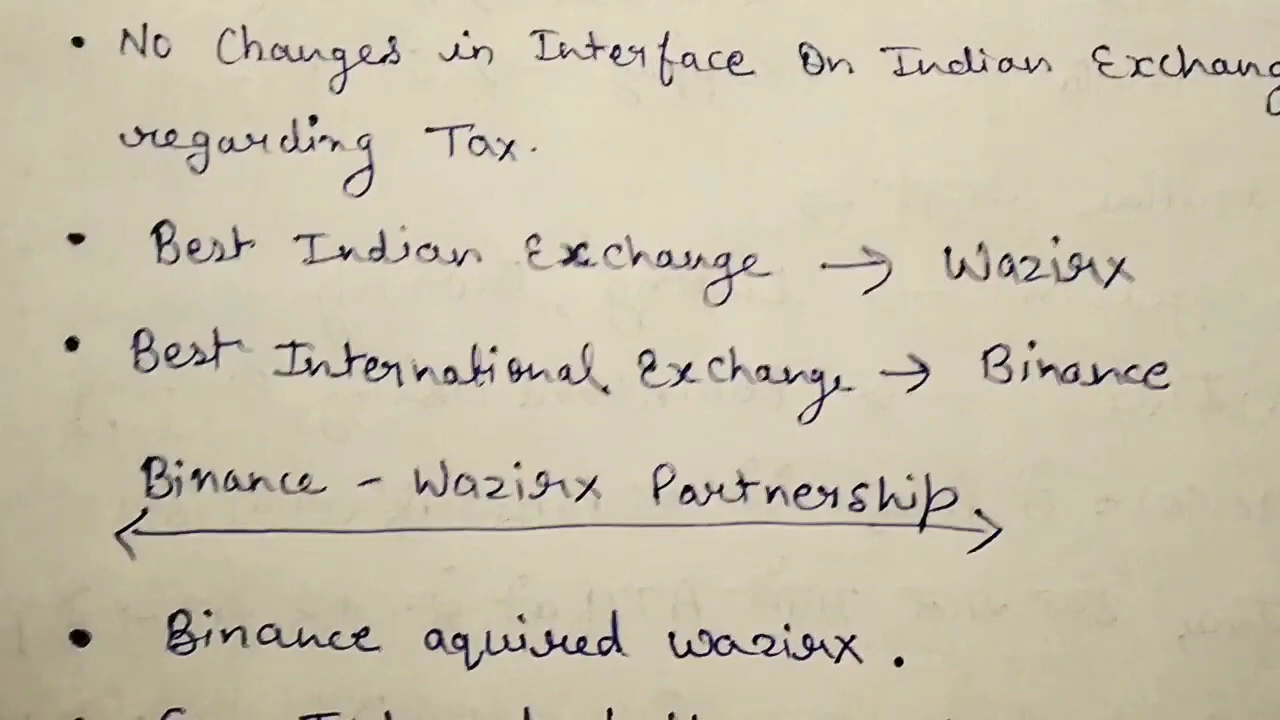 • No Changes in Interface On Indian Exchang
regarding Tax.
• Best Indian Exchange → Wazirx
• Best International Exchange → Binance
Binance - Wazirx Partnership.
• Binance aquired wazirx.